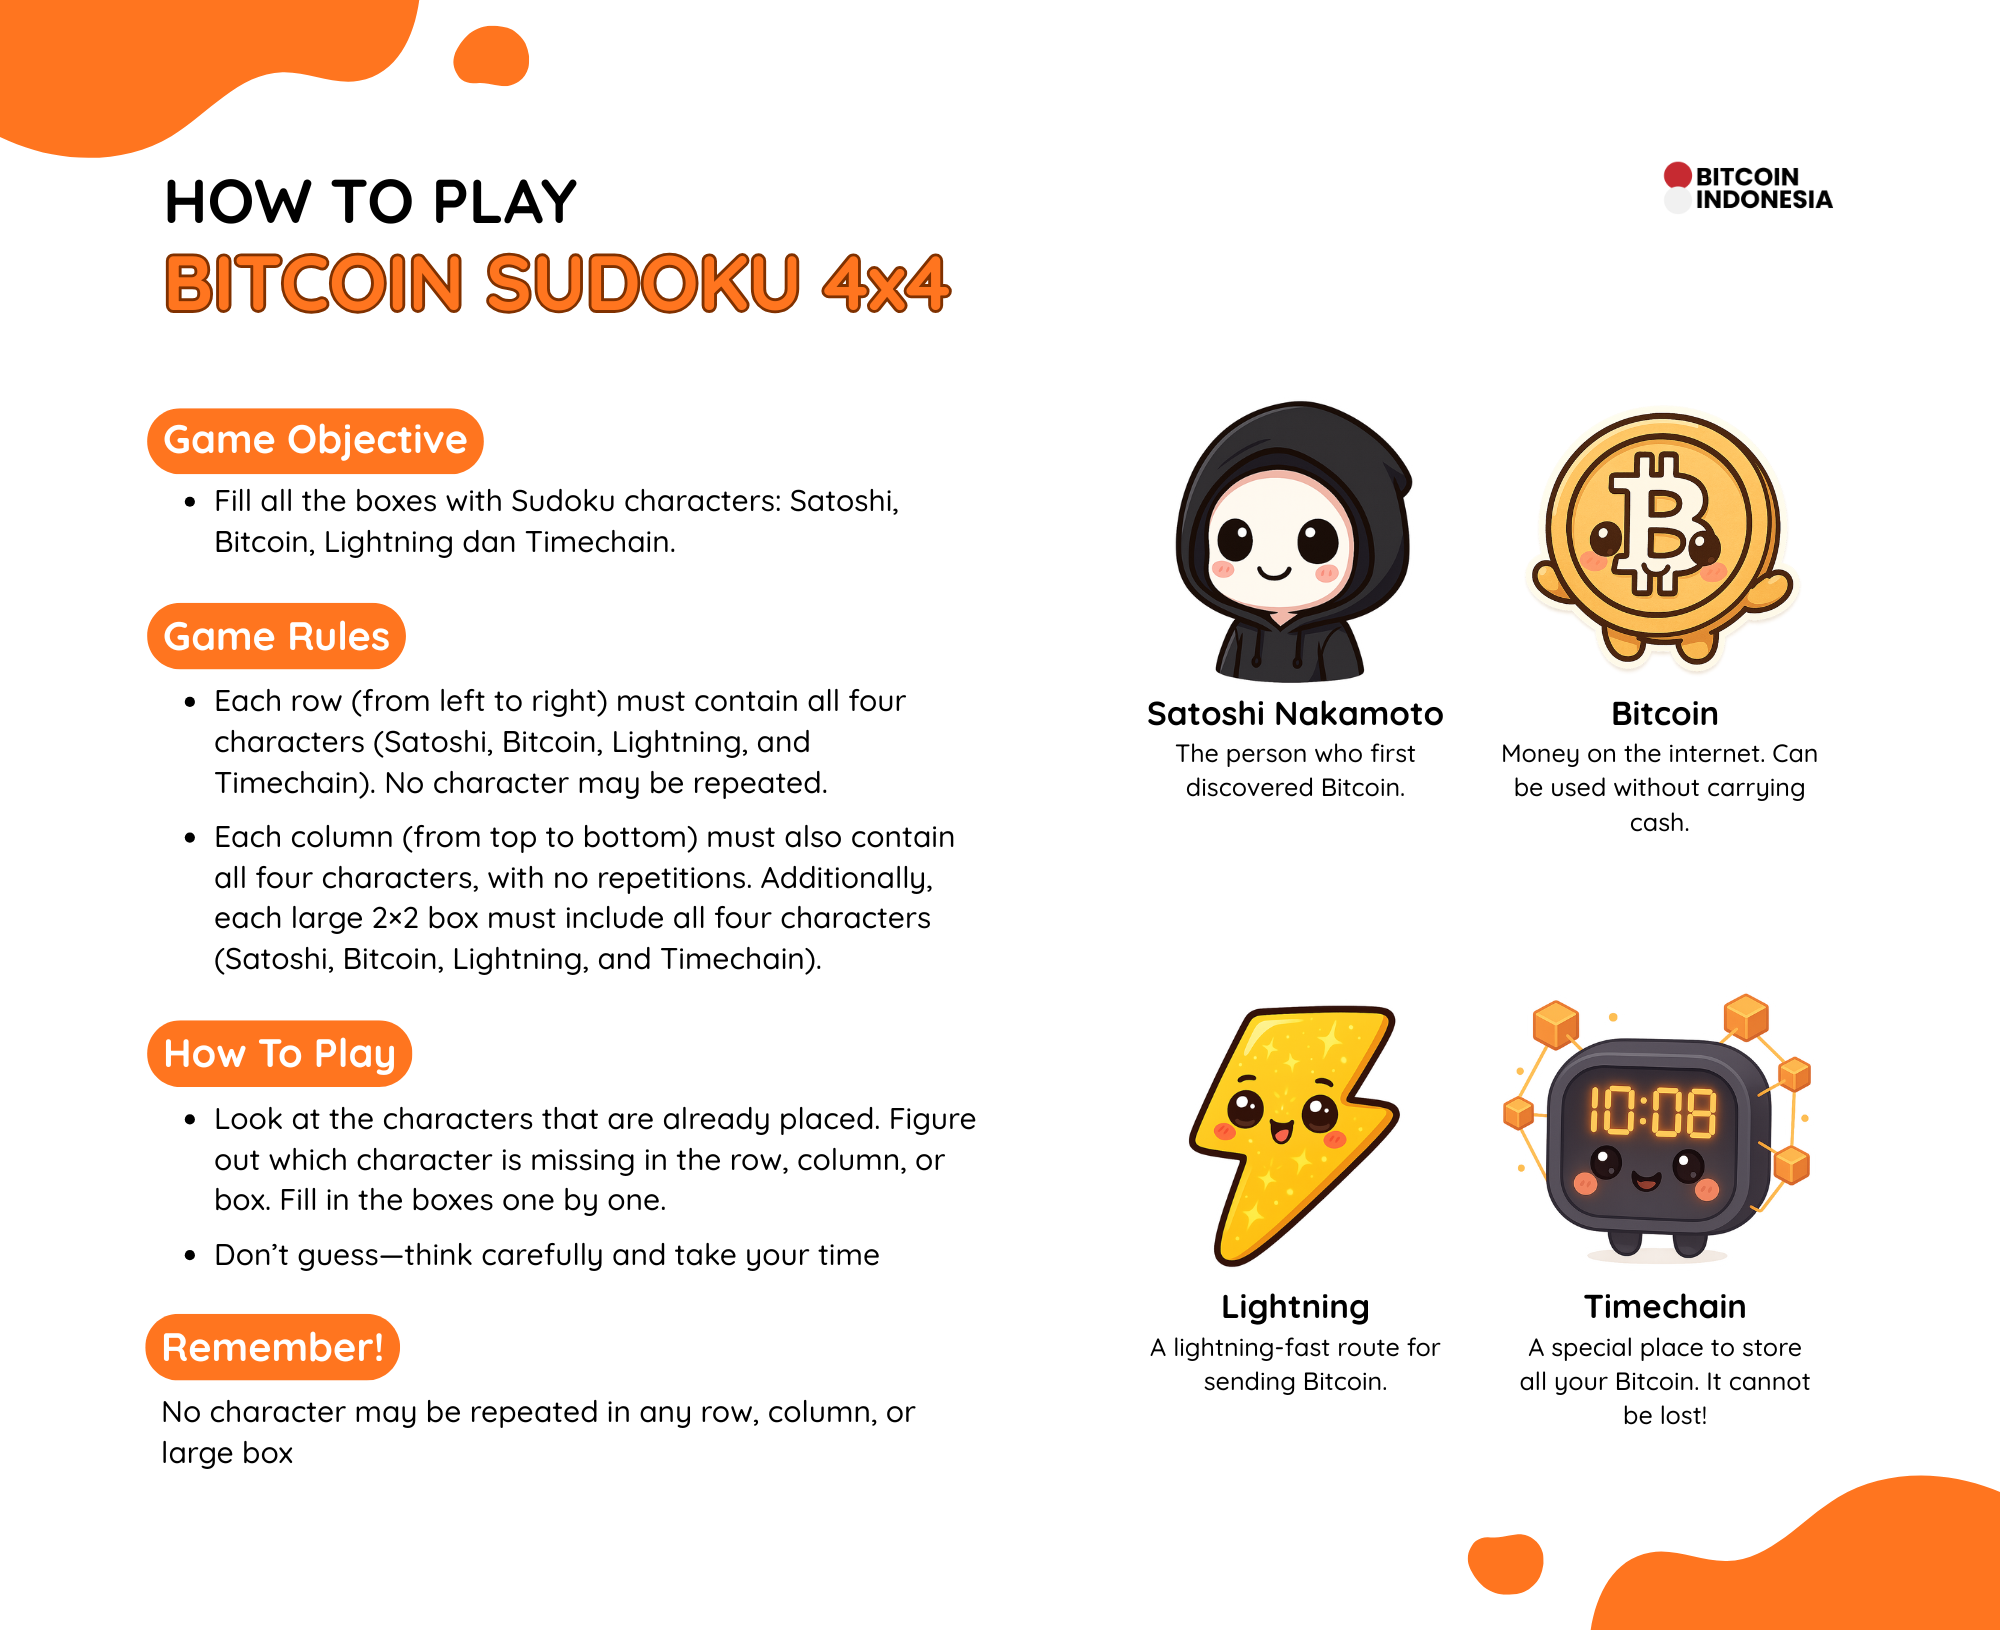 HOW TO PLAY
BITCOIN SUDOKU 4x4
BITCOIN
INDONESIA
Game Objective
• Fill all the boxes with Sudoku characters: Satoshi,
Bitcoin, Lightning dan Timechain.
Game Rules
• Each row (from left to right) must contain all four
characters (Satoshi, Bitcoin, Lightning, and
Timechain). No character may be repeated.
• Each column (from top to bottom) must also contain
all four characters, with no repetitions. Additionally,
each large 2×2 box must include all four characters
(Satoshi, Bitcoin, Lightning, and Timechain).
How To Play
• Look at the characters that are already placed. Figure
out which character is missing in the row, column, or
box. Fill in the boxes one by one.
• Don’t guess—think carefully and take your time
Remember!
No character may be repeated in any row, column, or
large box
Satoshi Nakamoto
The person who first
discovered Bitcoin.
Bitcoin
Money on the internet. Can
be used without carrying
cash.
Lightning
A lightning-fast route for
sending Bitcoin.
10:08
Timechain
A special place to store
all your Bitcoin. It cannot
be lost!